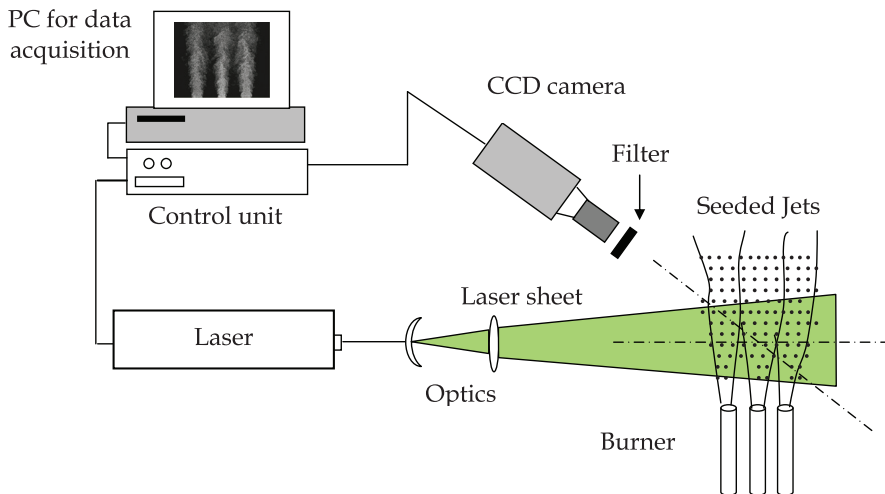 PC for data
acquisition
CCD camera
Filter
Seeded Jets
Control unit
Laser sheet
Laser
Optics
Burner